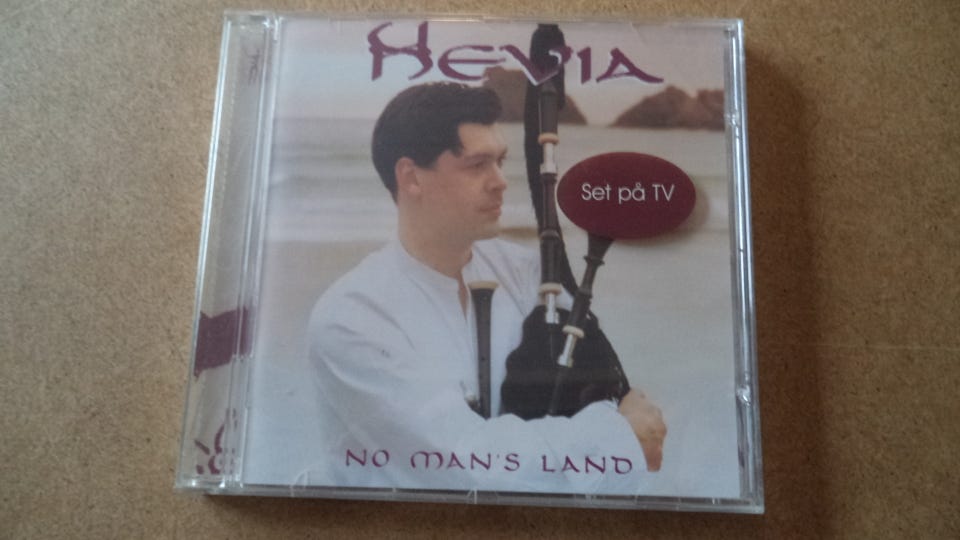 HEVIA
Set på TV
NO MAN'S LAND